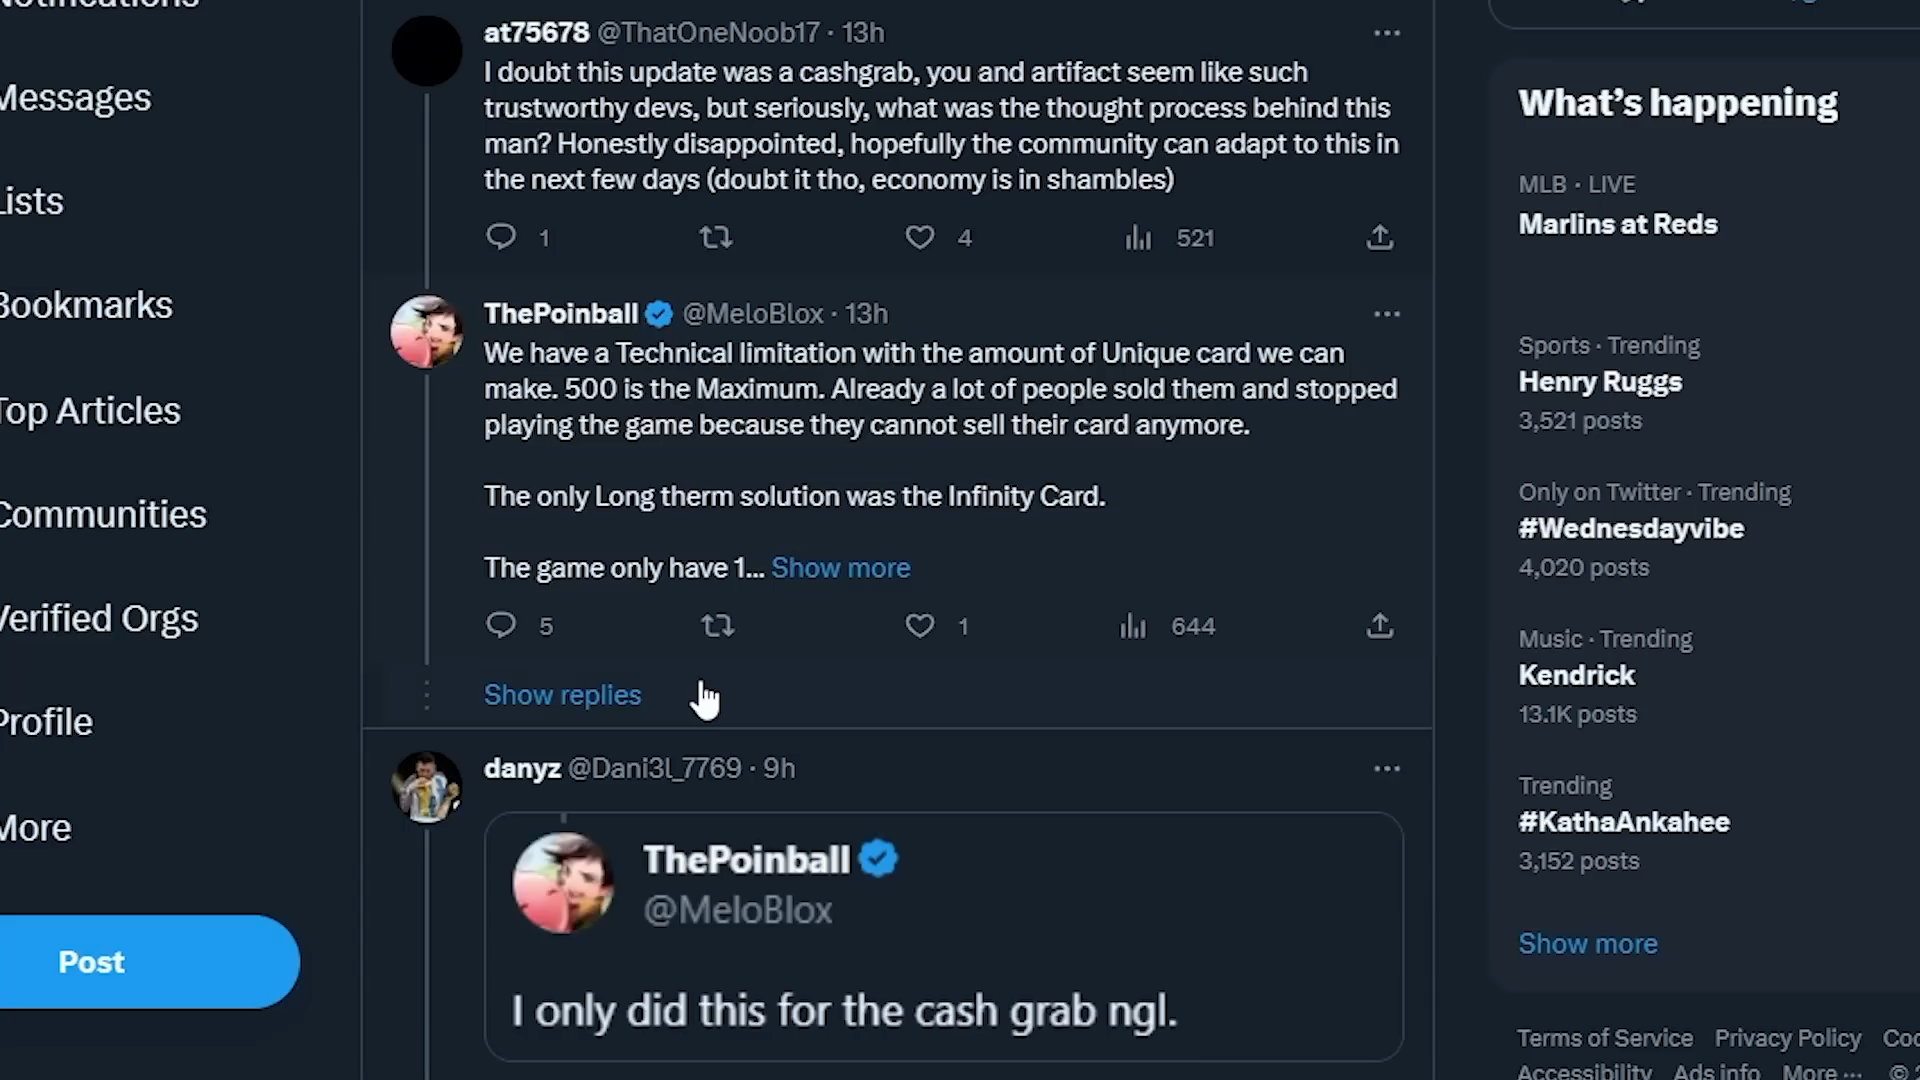 Messages
Lists
Bookmarks
Top Articles
Communities
Verified Orgs
Profile
More
Post
at75678 @ThatOneNoob17 · 13h
I doubt this update was a cashgrab, you and artifact seem like such
trustworthy devs, but seriously, what was the thought process behind this
man? Honestly disappointed, hopefully the community can adapt to this in
the next few days (doubt it tho, economy is in shambles)
1 4 521
ThePoinball @MeloBlox · 13h
We have a Technical limitation with the amount of Unique card we can
make. 500 is the Maximum. Already a lot of people sold them and stopped
playing the game because they cannot sell their card anymore.
The only Long therm solution was the Infinity Card.
The game only have 1... Show more
5 1 644
Show replies
danyz @Dani3l_7769 · 9h
ThePoinball
@MeloBlox
I only did this for the cash grab ngl.
What's happening
MLB · LIVE
Marlins at Reds
Sports · Trending
Henry Ruggs
3,521 posts
Only on Twitter · Trending
#Wednesdayvibe
4,020 posts
Music · Trending
Kendrick
13.1K posts
Trending
#KathaAnkahee
3,152 posts
Show more
Terms of Service Privacy Policy
Accessibility Ads info More ... ©